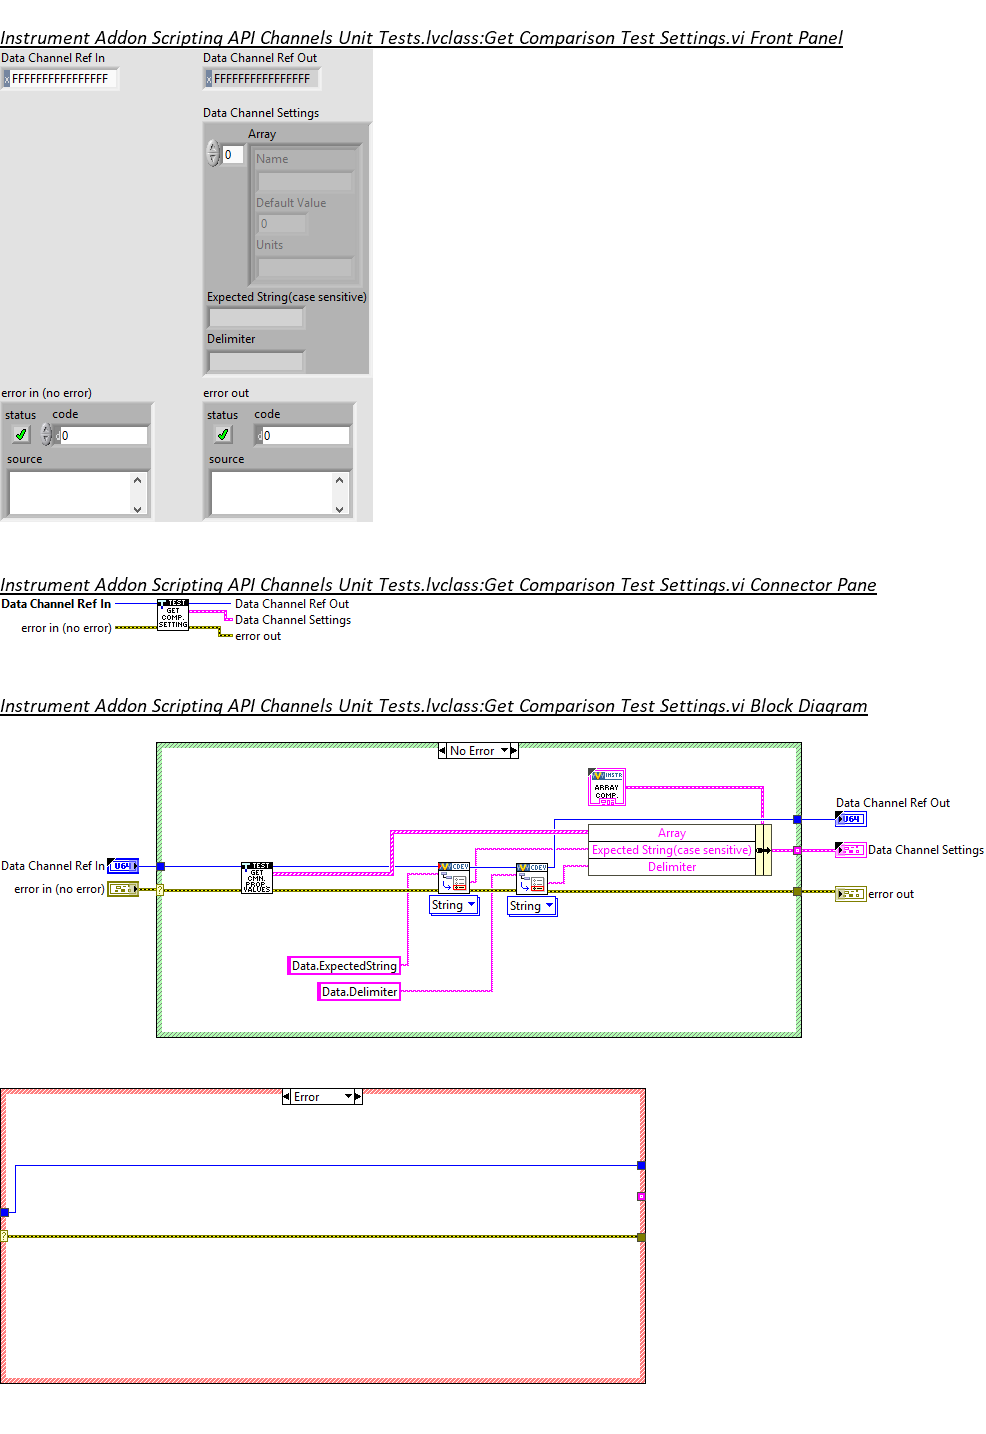 Instrument Addon Scripting API Channels Unit Tests.lvclass:Get Comparison Test Settings.vi Front Panel
Data Channel Ref In
Data Channel Ref Out
x FFFFFFFFFFFFFFFF
x FFFFFFFFFFFFFFFF
Data Channel Settings
Array
0
Name
Default Value
0
Units
Expected String(case sensitive)
Delimiter
error in (no error)
error out
status code
status code
d 0
d 0
source
source
Instrument Addon Scripting API Channels Unit Tests.lvclass:Get Comparison Test Settings.vi Connector Pane
Data Channel Ref In
TEST
GET
COMP.
SETTING
Data Channel Ref Out
Data Channel Settings
error in (no error)
error out
Instrument Addon Scripting API Channels Unit Tests.lvclass:Get Comparison Test Settings.vi Block Diagram
No Error
INSTR
ARRAY
COMP.
Data Channel Ref Out
U64
Array
Expected String(case sensitive)
Delimiter
Data Channel Settings
Data Channel Ref In
U64
TEST
GET
CMN.
PROP
VALUES
CDEV
CDEV
error in (no error)
?
error out
String
String
Data.ExpectedString
Data.Delimiter
Error
?